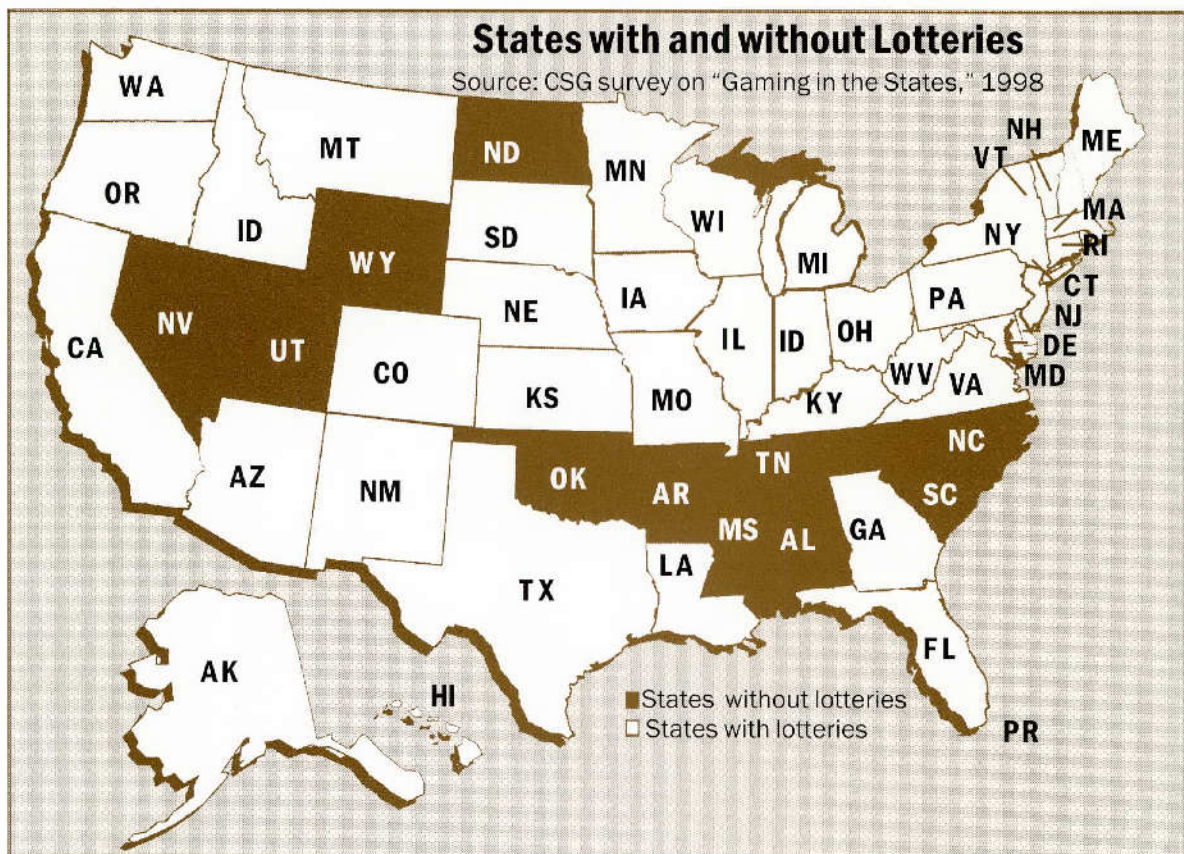 States with and without Lotteries
Source: CSG survey on "Gaming in the States," 1998
WA
MT
ND
MN
NH
ME
VT
OR
ID
WY
SD
WI
MI
NY
MA
RI
CT
NV
UT
NE
IA
PA
NJ
CA
CO
KS
MO
IL
ID
OH
WV
VA
DE
MD
KY
AZ
NM
OK
AR
TN
NC
SC
MS
AL
GA
LA
TX
FL
AK
HI
PR
States without lotteries
States with lotteries